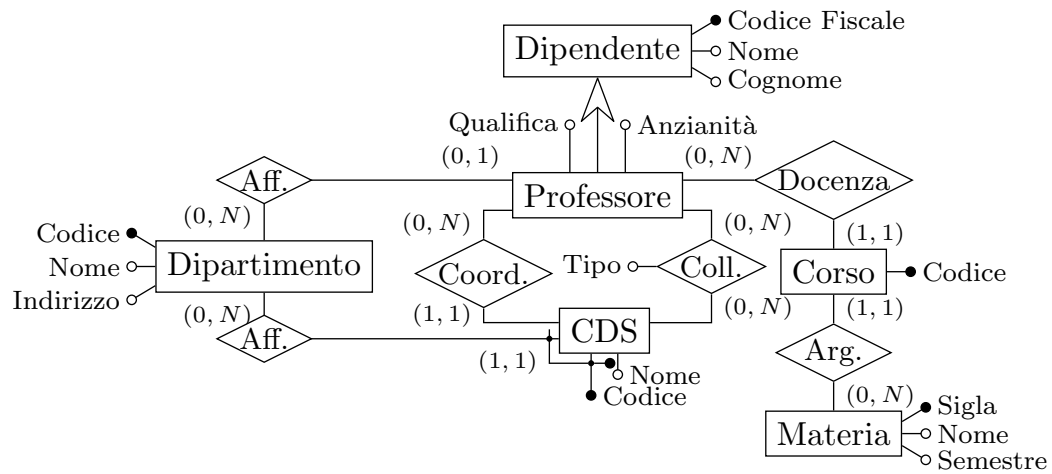 Codice Fiscale
Dipendente
Nome
Cognome
Qualifica
Anzianità
(0, 1)
(0, N)
Aff.
Professore
Docenza
(0, N)
(0, N)
(0, N)
Codice
(1, 1)
Nome
Dipartimento
Coord.
Tipo
Coll.
Corso
Codice
Indirizzo
(0, N)
(1, 1)
(0, N)
(1, 1)
Aff.
CDS
(1, 1)
Arg.
Nome
Codice
(0, N)
Sigla
Materia
Nome
Semestre